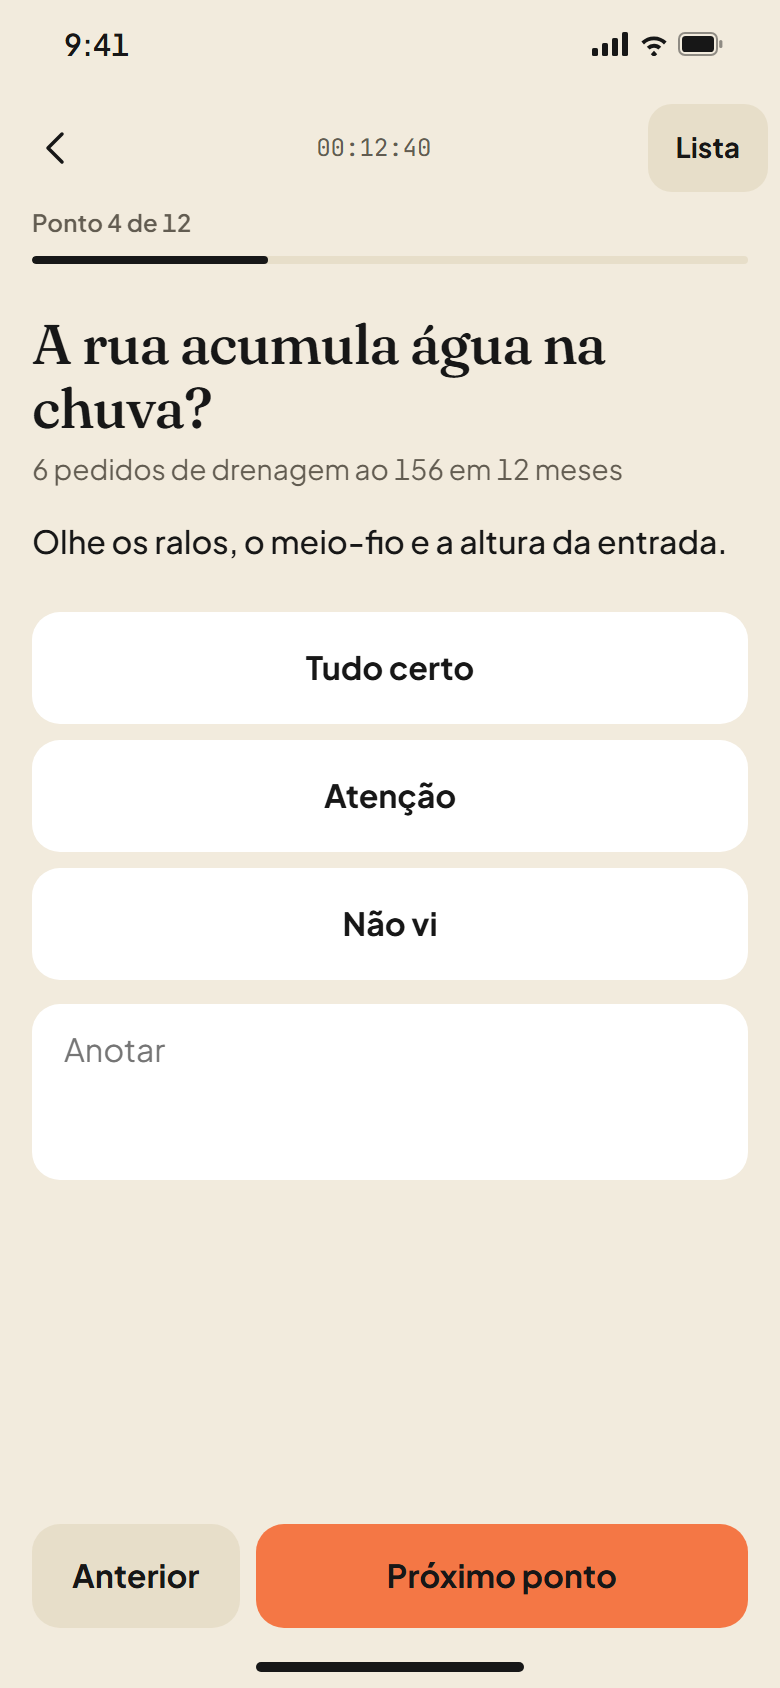 9:41
00:12:40
Lista
Ponto 4 de 12
A rua acumula água na
chuva?
6 pedidos de drenagem ao 156 em 12 meses
Olhe os ralos, o meio-fio e a altura da entrada.
Tudo certo
Atenção
Não vi
Anotar
Anterior
Próximo ponto